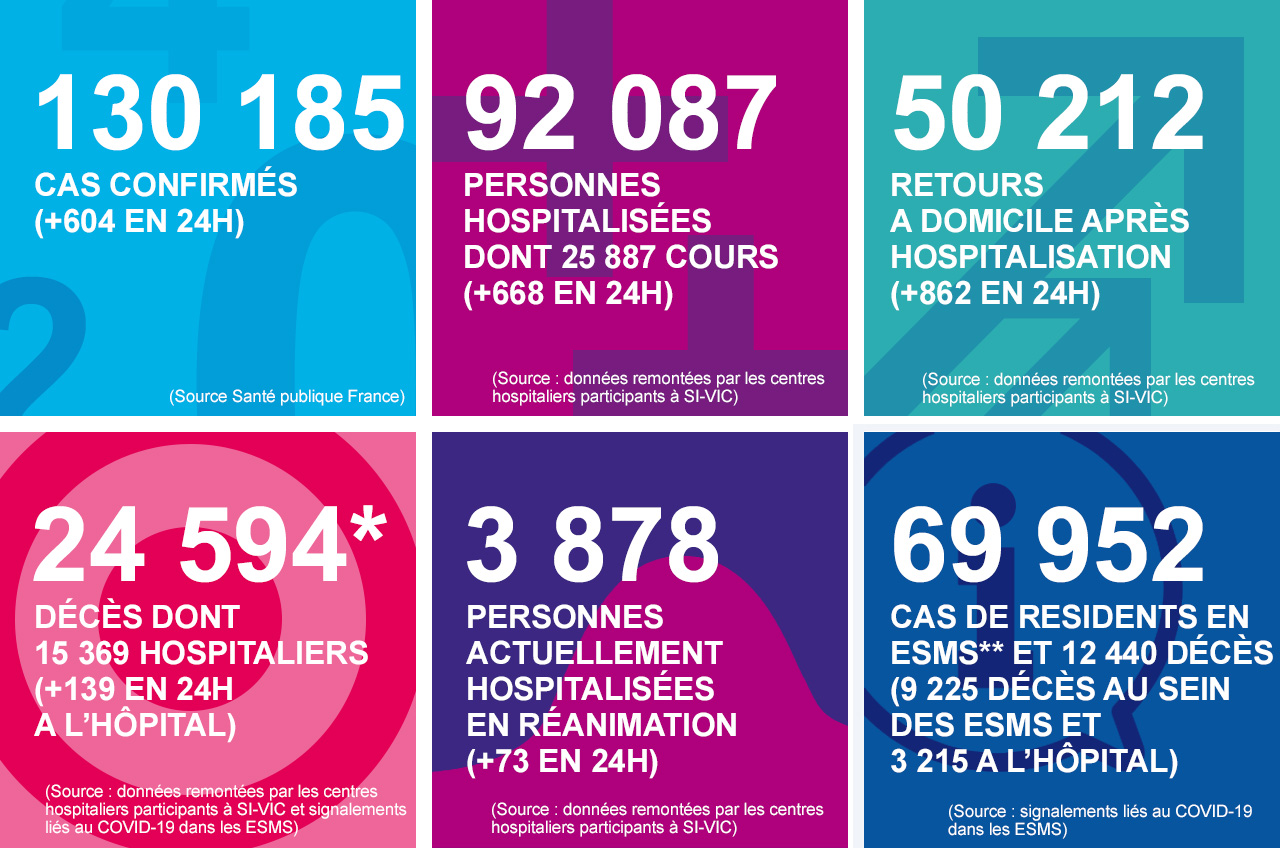 130 185
CAS CONFIRMÉS
(+604 EN 24H)
(Source Santé publique France)
92 087
PERSONNES
HOSPITALISÉES
DONT 25 887 COURS
(+668 EN 24H)
(Source : données remontées par les centres
hospitaliers participants à SI-VIC)
50 212
RETOURS
A DOMICILE APRÈS
HOSPITALISATION
(+862 EN 24H)
(Source : données remontées par les centres
hospitaliers participants à SI-VIC)
24 594*
DÉCÈS DONT
15 369 HOSPITALIERS
(+139 EN 24H
A L’HÔPITAL)
(Source : données remontées par les centres
hospitaliers participants à SI-VIC et signalements
liés au COVID-19 dans les ESMS)
3 878
PERSONNES
ACTUELLEMENT
HOSPITALISÉES
EN RÉANIMATION
(+73 EN 24H)
(Source : données remontées par les centres
hospitaliers participants à SI-VIC)
69 952
CAS DE RESIDENTS EN
ESMS** ET 12 440 DÉCÈS
(9 225 DÉCÈS AU SEIN
DES ESMS ET
3 215 A L’HÔPITAL)
(Source : signalements liés au COVID-19
dans les ESMS)